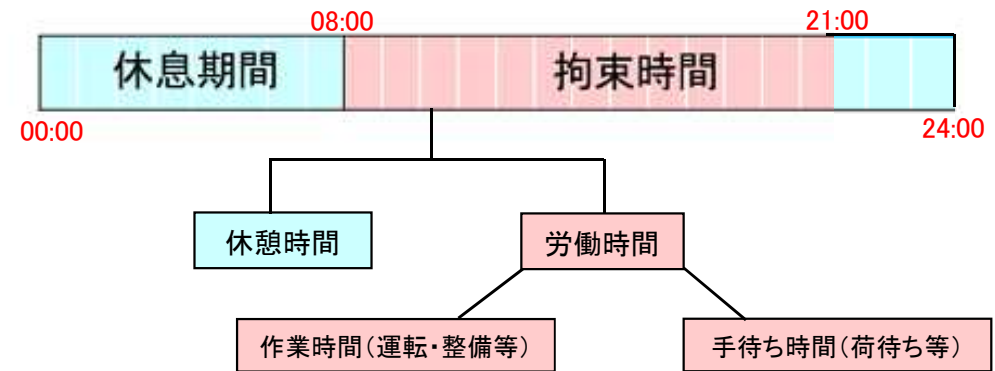 08:00
21:00
休息期間
拘束時間
00:00
24:00
休憩時間
労働時間
作業時間(運転・整備等)
手待ち時間(荷待ち等)